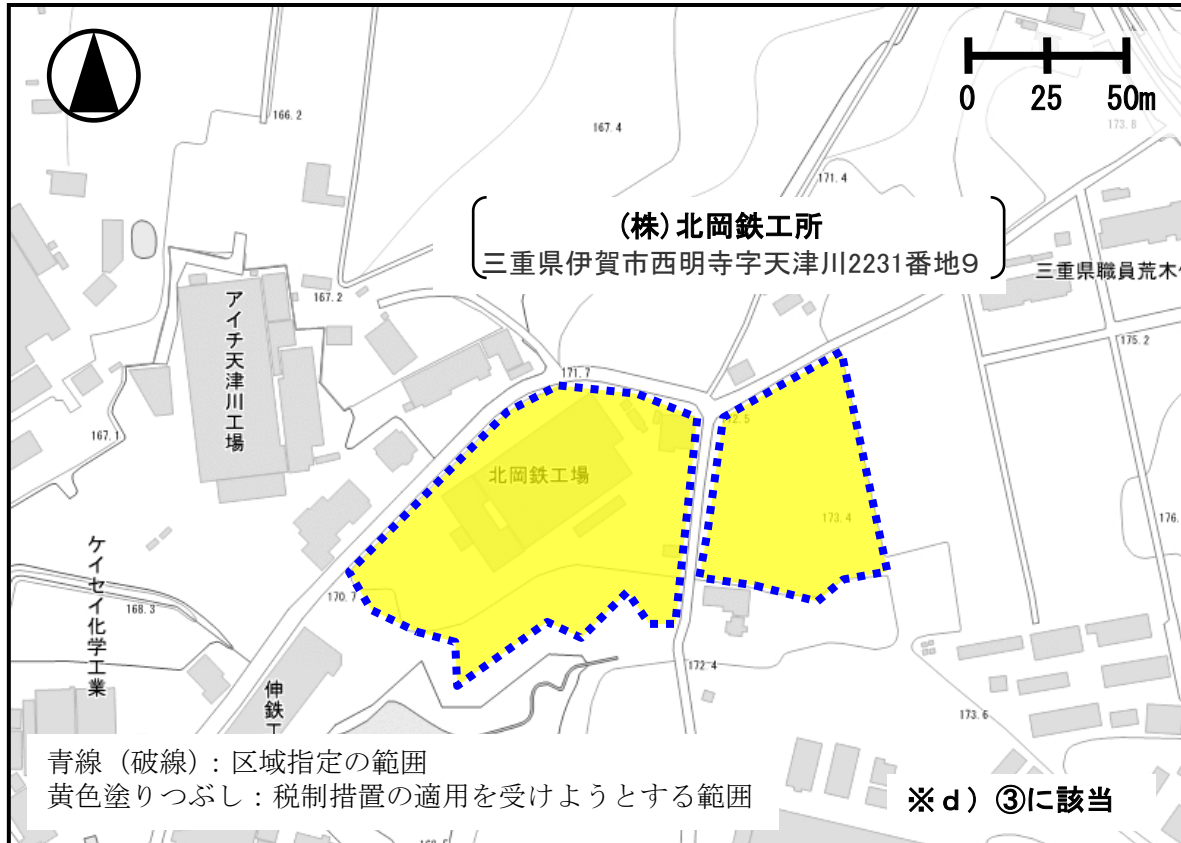 0 25 50m
166.2
167.4
173.8
171.4
(株)北岡鉄工所
三重県伊賀市西明寺字天津川2231番地9
三重県職員荒木
167.2
アイチ天津川工場
175.2
171.7
172.5
167.1
北岡鉄工場
173.4
176.
ケイセイ化学工業
168.3
170.7
172.4
伸鉄工
173.6
青線（破線）：区域指定の範囲
黄色塗りつぶし：税制措置の適用を受けようとする範囲
※ｄ）③に該当
168.5